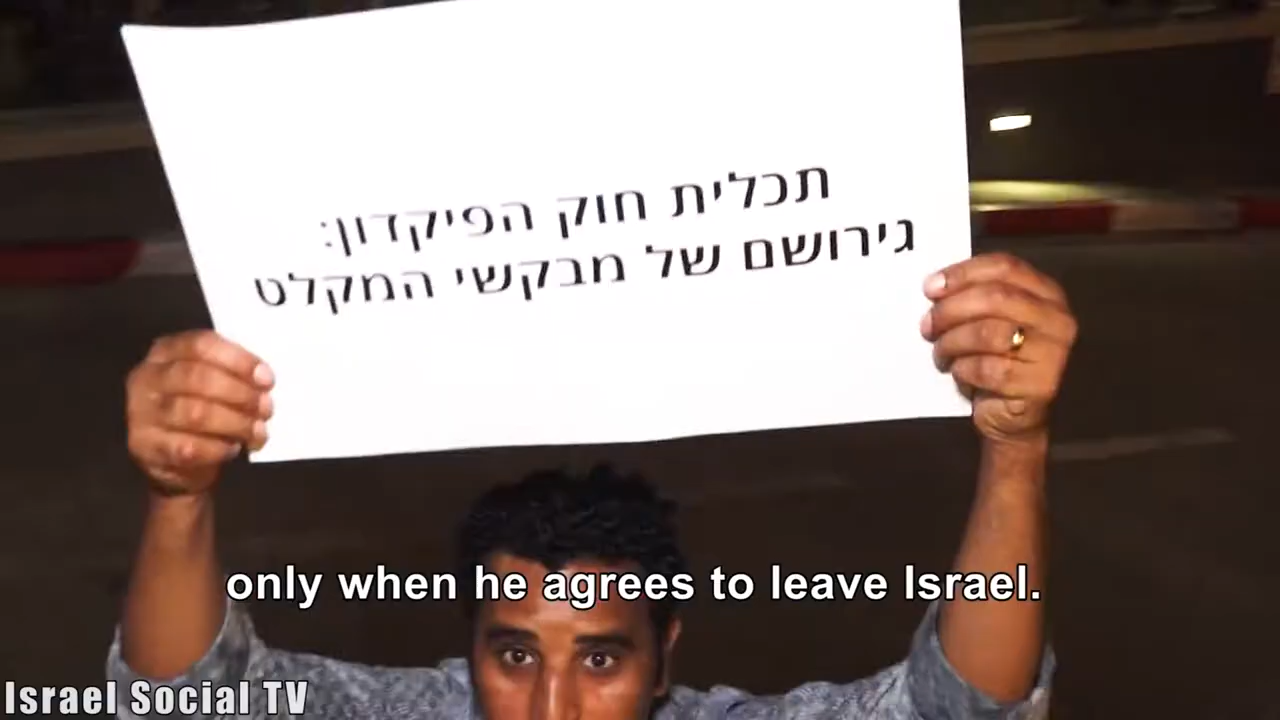 תכלית חוק הפיקדון:
גירושם של מבקשי המקלט
only when he agrees to leave Israel.
Israel Social TV